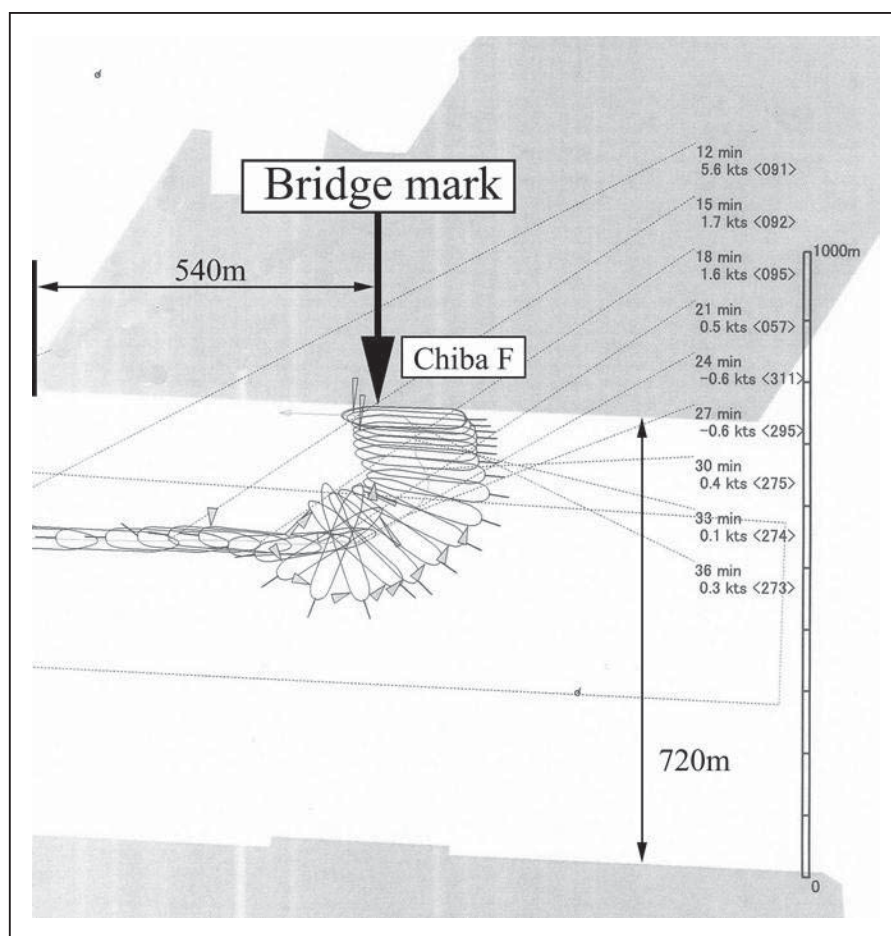 12 min
5.6 kts <091>
Bridge mark
15 min
1.7 kts <092>
540m
18 min
1.6 kts <095>
1000m
21 min
0.5 kts <057>
Chiba F
24 min
-0.6 kts <311>
27 min
-0.6 kts <295>
30 min
0.4 kts <275>
33 min
0.1 kts <274>
36 min
0.3 kts <273>
720m
0